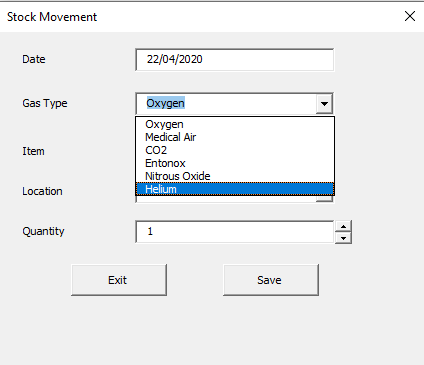 Stock Movement
Date 22/04/2020
Gas Type Oxygen
Oxygen
Medical Air
Item CO2
Entonox
Nitrous Oxide
Location Helium
Quantity 1
Exit Save